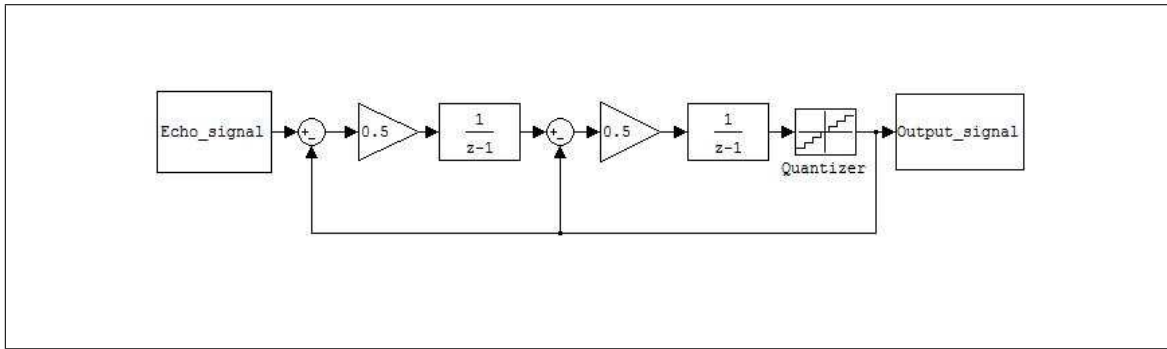 Echo_signal
+
-
0.5
1
z-1
+
-
0.5
1
z-1
Quantizer
Output_signal